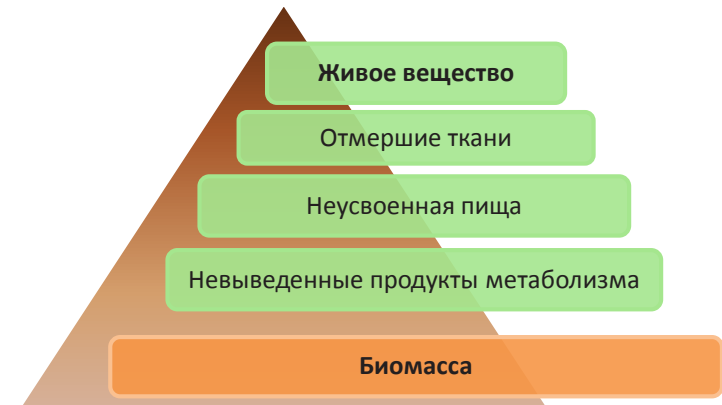 Живое вещество
Отмершие ткани
Неусвоенная пища
Невыведенные продукты метаболизма
Биомасса